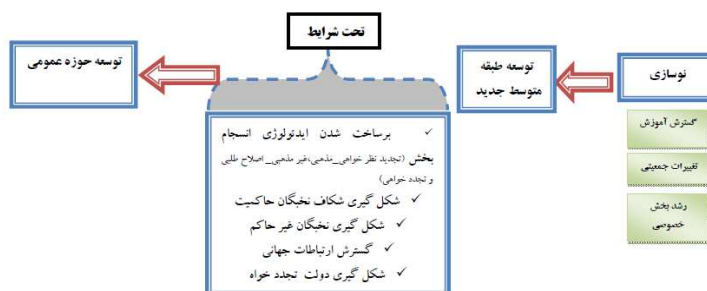 نوسازی
گسترش آموزش
تغییرات جمعیتی
رشد بخش
خصوصی
توسعه طبقه
متوسط جدید
تحت شرایط
✓ برساخت شدن ایدئولوژی انسجام
بخش (تجدید نظر خواهی_مذهبی،غیر مذهبی_ اصلاح طلبی
و تجدد خواهی)
✓ شکل گیری شکاف نخبگان حاکمیت
✓ شکل گیری نخبگان غیر حاکم
✓ گسترش ارتباطات جهانی
✓ شکل گیری دولت تجدد خواه
توسعه حوزه عمومی